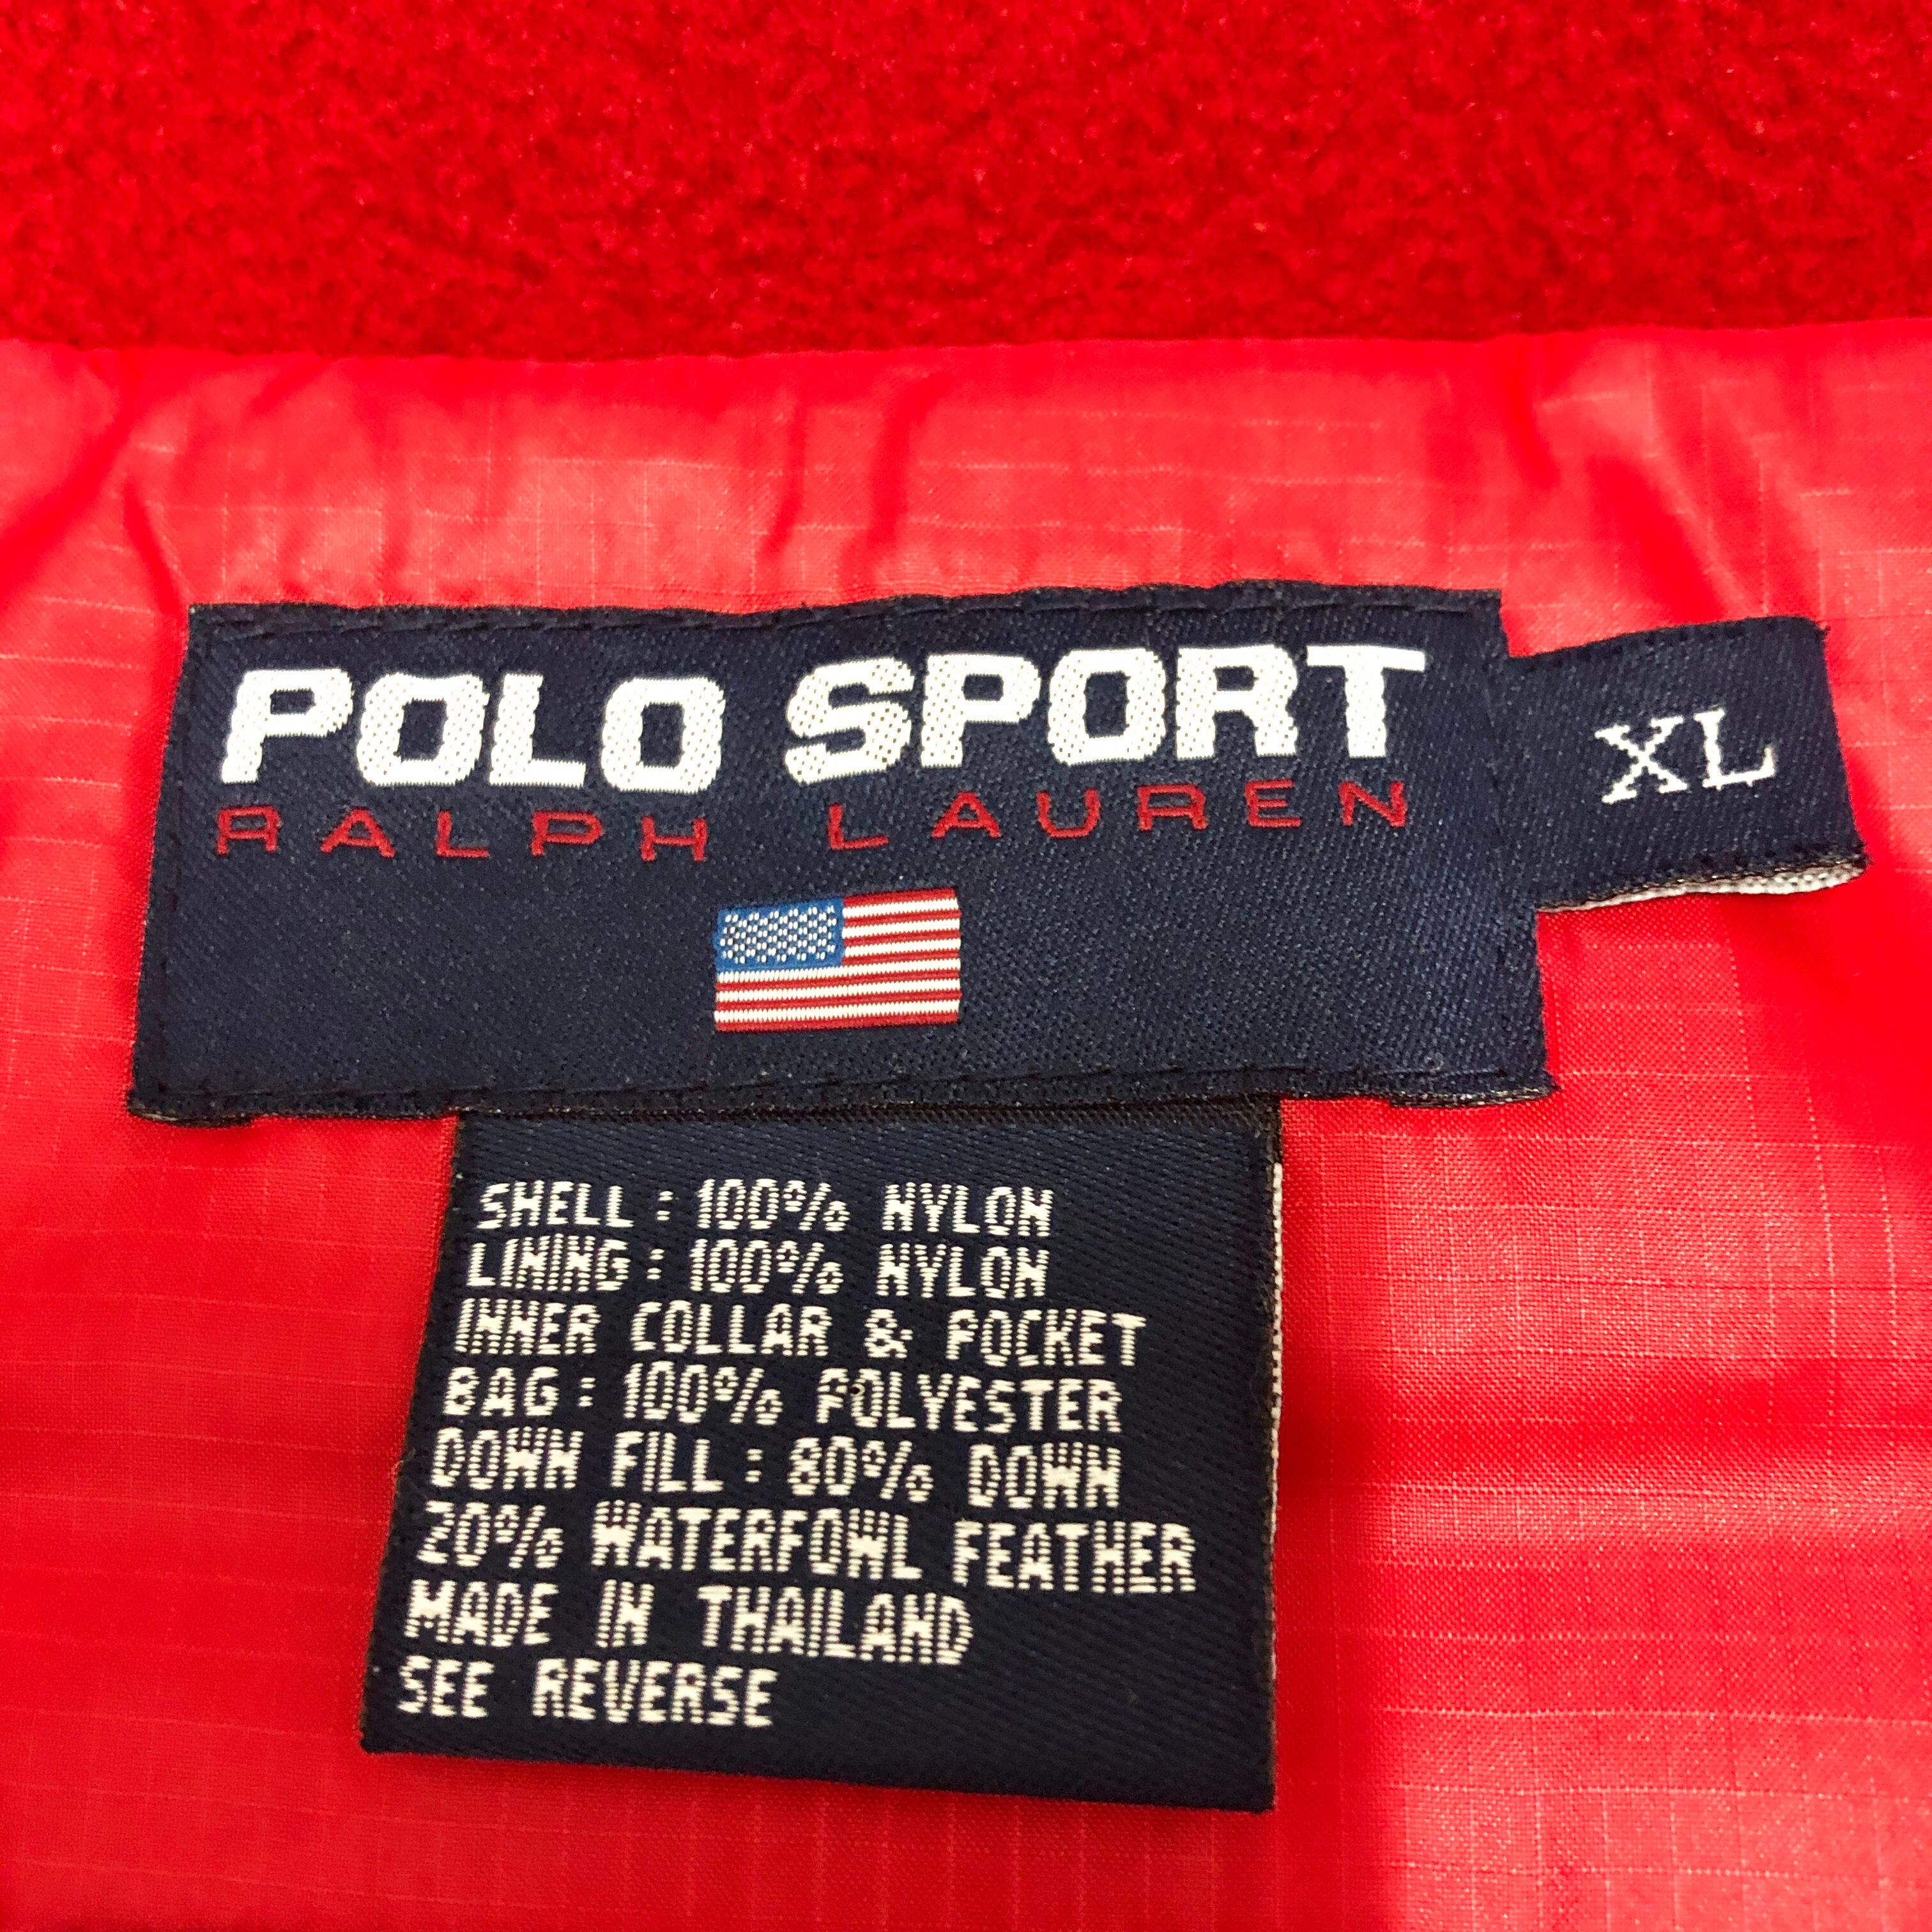 POLO SPORT
RALPH LAUREN
XL
SHELL : 100% NYLON
LINING : 100% NYLON
INNER COLLAR & POCKET
BAG : 100% POLYESTER
DOWN FILL : 80% DOWN
20% WATERFOWL FEATHER
MADE IN THAILAND
SEE REVERSE